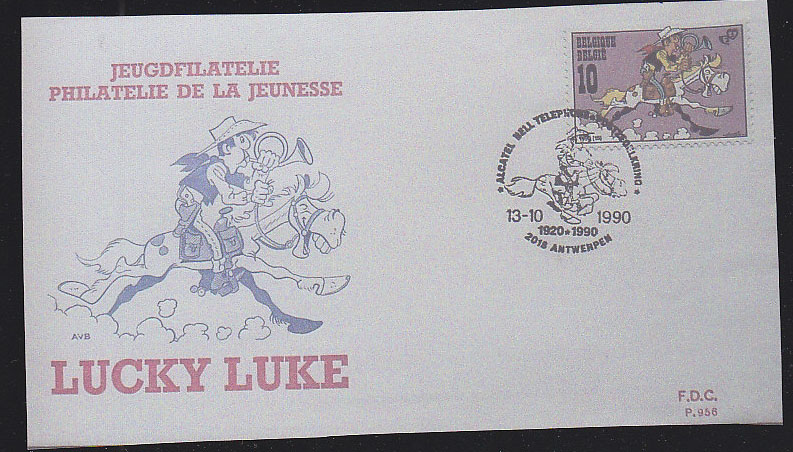 JEUGDFILATELIE
PHILATELIE DE LA JEUNESSE
BELGIQUE
BELGIË
10
★ ALCATEL BELL TELEPHONE
13-10 1990
1920★1990
2018 ANTWERPEN
AVB
LUCKY LUKE
F.D.C.
P.956